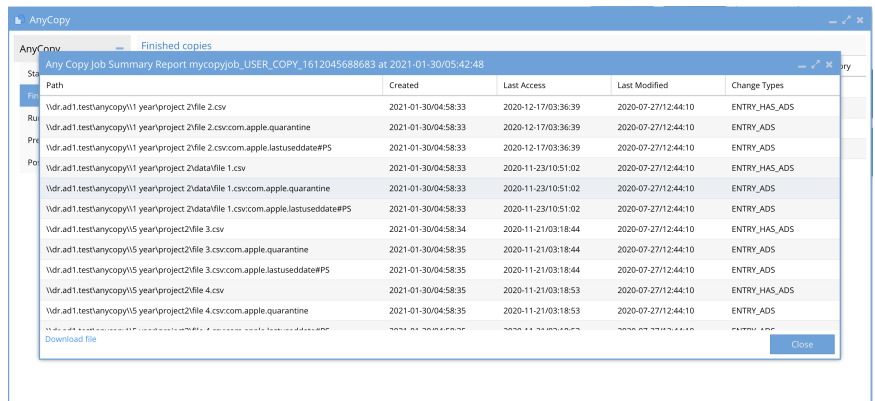 AnyCopy
AnyCopy
Finished copies
Any Copy Job Summary Report mycopyjob_USER_COPY_1612045688683 at 2021-01-30/05:42:48
Path Created Last Access Last Modified Change Types
\\dr.ad1.test\anycopy\\1 year\project 2\file 2.csv 2021-01-30/04:58:33 2020-12-17/03:36:39 2020-07-27/12:44:10 ENTRY_HAS_ADS
\\dr.ad1.test\anycopy\\1 year\project 2\file 2.csv:com.apple.quarantine 2021-01-30/04:58:33 2020-12-17/03:36:39 2020-07-27/12:44:10 ENTRY_ADS
\\dr.ad1.test\anycopy\\1 year\project 2\file 2.csv:com.apple.lastuseddate#PS 2021-01-30/04:58:33 2020-12-17/03:36:39 2020-07-27/12:44:10 ENTRY_ADS
\\dr.ad1.test\anycopy\\1 year\project 2\data\file 1.csv 2021-01-30/04:58:33 2020-11-23/10:51:02 2020-07-27/12:44:10 ENTRY_HAS_ADS
\\dr.ad1.test\anycopy\\1 year\project 2\data\file 1.csv:com.apple.quarantine 2021-01-30/04:58:33 2020-11-23/10:51:02 2020-07-27/12:44:10 ENTRY_ADS
\\dr.ad1.test\anycopy\\1 year\project 2\data\file 1.csv:com.apple.lastuseddate#PS 2021-01-30/04:58:33 2020-11-23/10:51:02 2020-07-27/12:44:10 ENTRY_ADS
\\dr.ad1.test\anycopy\\5 year\project2\file 3.csv 2021-01-30/04:58:34 2020-11-21/03:18:44 2020-07-27/12:44:10 ENTRY_HAS_ADS
\\dr.ad1.test\anycopy\\5 year\project2\file 3.csv:com.apple.quarantine 2021-01-30/04:58:35 2020-11-21/03:18:44 2020-07-27/12:44:10 ENTRY_ADS
\\dr.ad1.test\anycopy\\5 year\project2\file 3.csv:com.apple.lastuseddate#PS 2021-01-30/04:58:35 2020-11-21/03:18:44 2020-07-27/12:44:10 ENTRY_ADS
\\dr.ad1.test\anycopy\\5 year\project2\file 4.csv 2021-01-30/04:58:35 2020-11-21/03:18:53 2020-07-27/12:44:10 ENTRY_HAS_ADS
\\dr.ad1.test\anycopy\\5 year\project2\file 4.csv:com.apple.quarantine 2021-01-30/04:58:35 2020-11-21/03:18:53 2020-07-27/12:44:10 ENTRY_ADS
Download file
Close